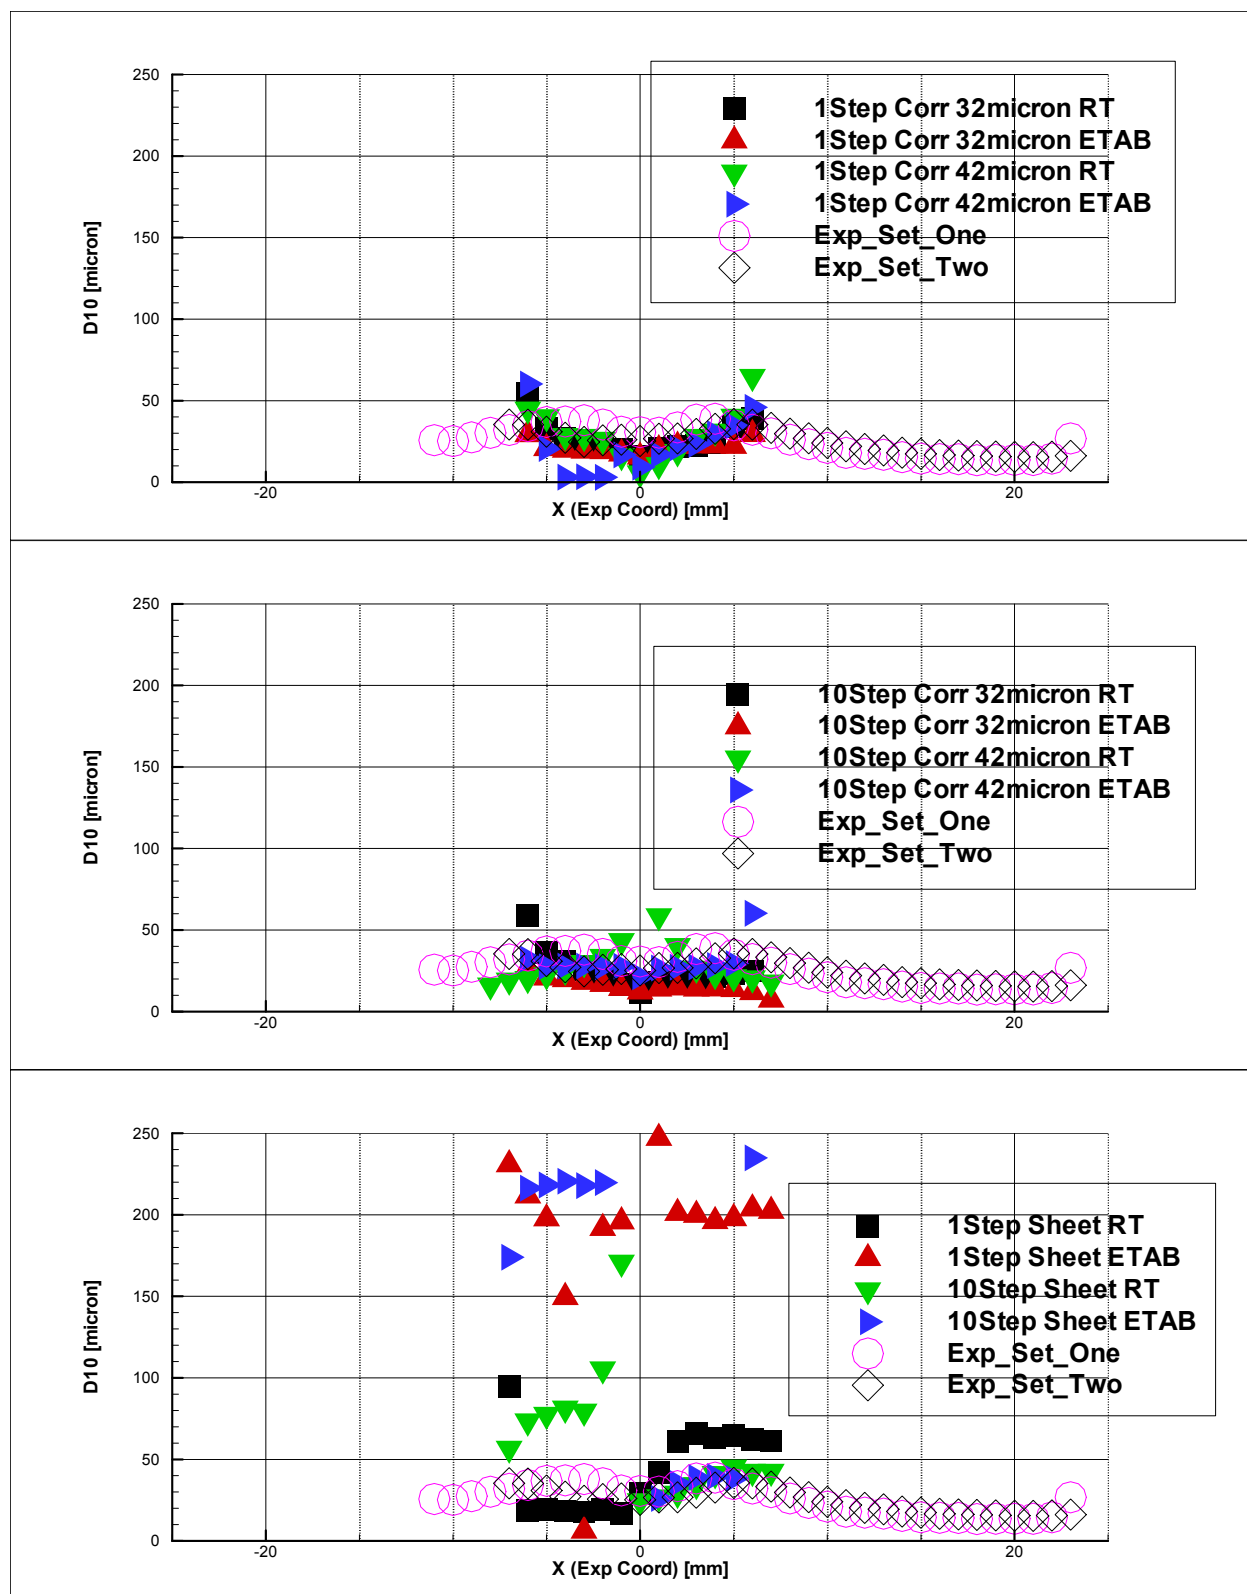 250
200
150
100
50
0
D10 [micron]
-20
0
20
X (Exp Coord) [mm]
1Step Corr 32micron RT
1Step Corr 32micron ETAB
1Step Corr 42micron RT
1Step Corr 42micron ETAB
Exp_Set_One
Exp_Set_Two
250
200
150
100
50
0
D10 [micron]
-20
0
20
X (Exp Coord) [mm]
10Step Corr 32micron RT
10Step Corr 32micron ETAB
10Step Corr 42micron RT
10Step Corr 42micron ETAB
Exp_Set_One
Exp_Set_Two
250
200
150
100
50
0
D10 [micron]
-20
0
20
X (Exp Coord) [mm]
1Step Sheet RT
1Step Sheet ETAB
10Step Sheet RT
10Step Sheet ETAB
Exp_Set_One
Exp_Set_Two